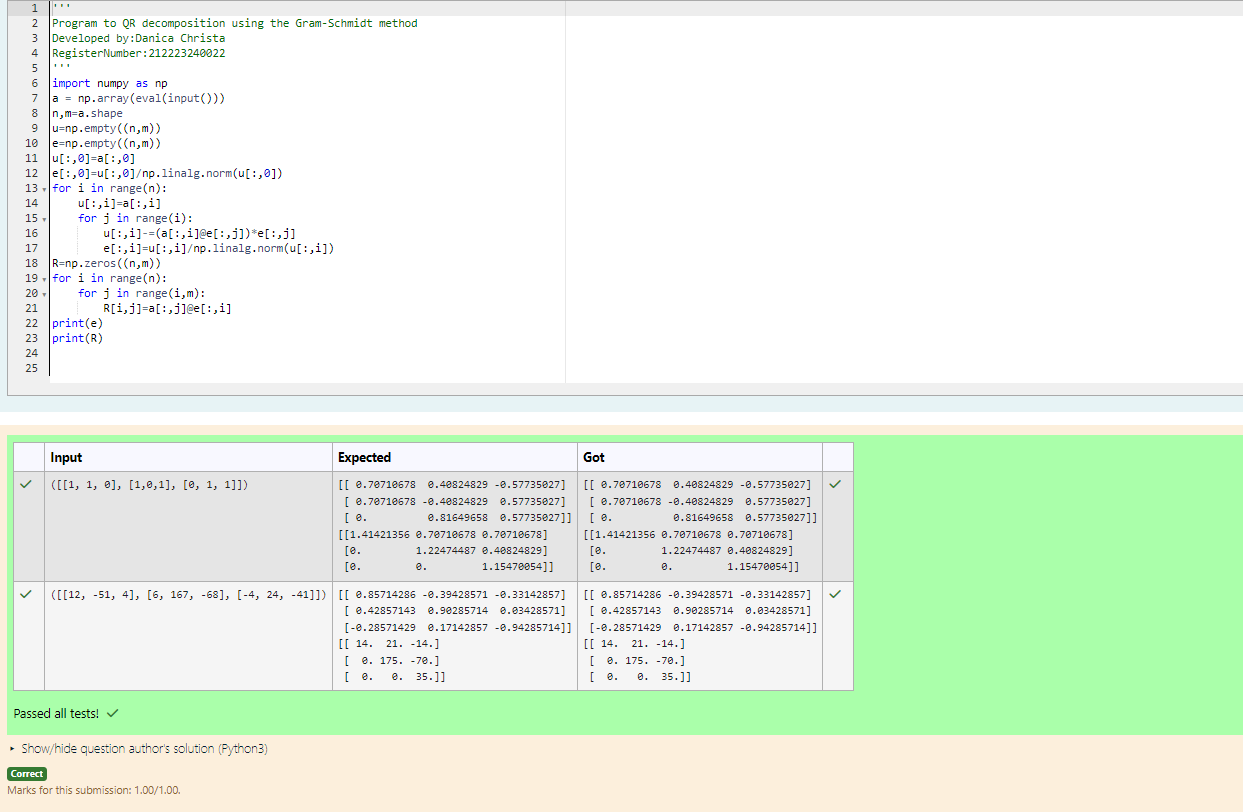 1 '''
2 Program to QR decomposition using the Gram-Schmidt method
3 Developed by:Danica Christa
4 RegisterNumber:212223240022
5 '''
6 import numpy as np
7 a = np.array(eval(input()))
8 n,m=a.shape
9 u=np.empty((n,m))
10 e=np.empty((n,m))
11 u[:,0]=a[:,0]
12 e[:,0]=u[:,0]/np.linalg.norm(u[:,0])
13 for i in range(n):
14     u[:,i]=a[:,i]
15     for j in range(i):
16         u[:,i]-=(a[:,i]@e[:,j])*e[:,j]
17         e[:,i]=u[:,i]/np.linalg.norm(u[:,i])
18 R=np.zeros((n,m))
19 for i in range(n):
20     for j in range(i,m):
21         R[i,j]=a[:,j]@e[:,i]
22 print(e)
23 print(R)
24
25
Input Expected Got
([[1, 1, 0], [1,0,1], [0, 1, 1]]) [[ 0.70710678  0.40824829 -0.57735027] [[ 0.70710678  0.40824829 -0.57735027]
[ 0.70710678 -0.40824829  0.57735027] [ 0.70710678 -0.40824829  0.57735027]
[ 0.          0.81649658  0.57735027]] [ 0.          0.81649658  0.57735027]]
[[1.41421356 0.70710678 0.70710678] [[1.41421356 0.70710678 0.70710678]
[0.         1.22474487 0.40824829] [0.         1.22474487 0.40824829]
[0.         0.         1.15470054]] [0.         0.         1.15470054]]
([[12, -51, 4], [6, 167, -68], [-4, 24, -41]]) [[ 0.85714286 -0.39428571 -0.33142857] [[ 0.85714286 -0.39428571 -0.33142857]
[ 0.42857143  0.90285714  0.03428571] [ 0.42857143  0.90285714  0.03428571]
[-0.28571429  0.17142857 -0.94285714]] [-0.28571429  0.17142857 -0.94285714]]
[[ 14.  21. -14.] [[ 14.  21. -14.]
[  0. 175. -70.] [  0. 175. -70.]
[  0.   0.  35.]] [  0.   0.  35.]]
Passed all tests!
Show/hide question author's solution (Python3)
Correct
Marks for this submission: 1.00/1.00.